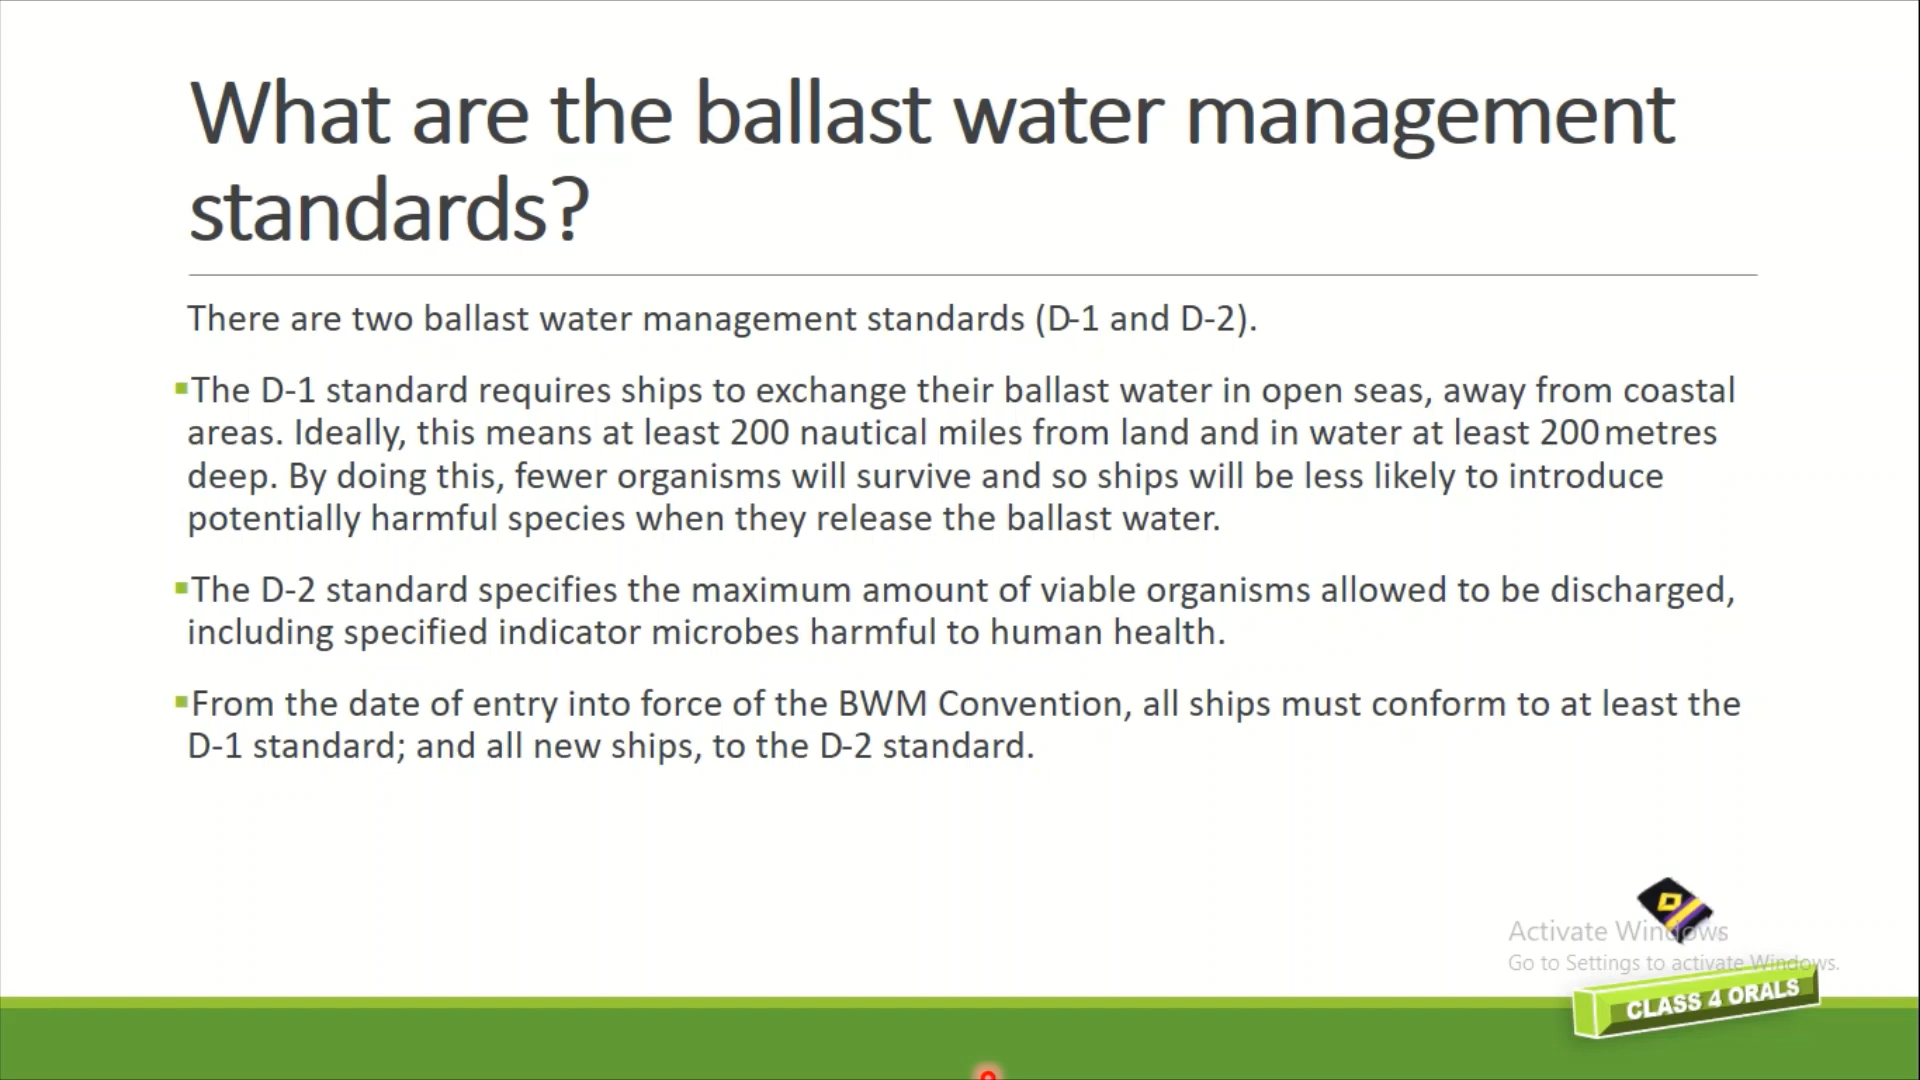 What are the ballast water management
standards?
There are two ballast water management standards (D-1 and D-2).
▪The D-1 standard requires ships to exchange their ballast water in open seas, away from coastal
areas. Ideally, this means at least 200 nautical miles from land and in water at least 200 metres
deep. By doing this, fewer organisms will survive and so ships will be less likely to introduce
potentially harmful species when they release the ballast water.
▪The D-2 standard specifies the maximum amount of viable organisms allowed to be discharged,
including specified indicator microbes harmful to human health.
▪From the date of entry into force of the BWM Convention, all ships must conform to at least the
D-1 standard; and all new ships, to the D-2 standard.
Activate Windows
Go to Settings to activate Windows.
CLASS 4 ORALS